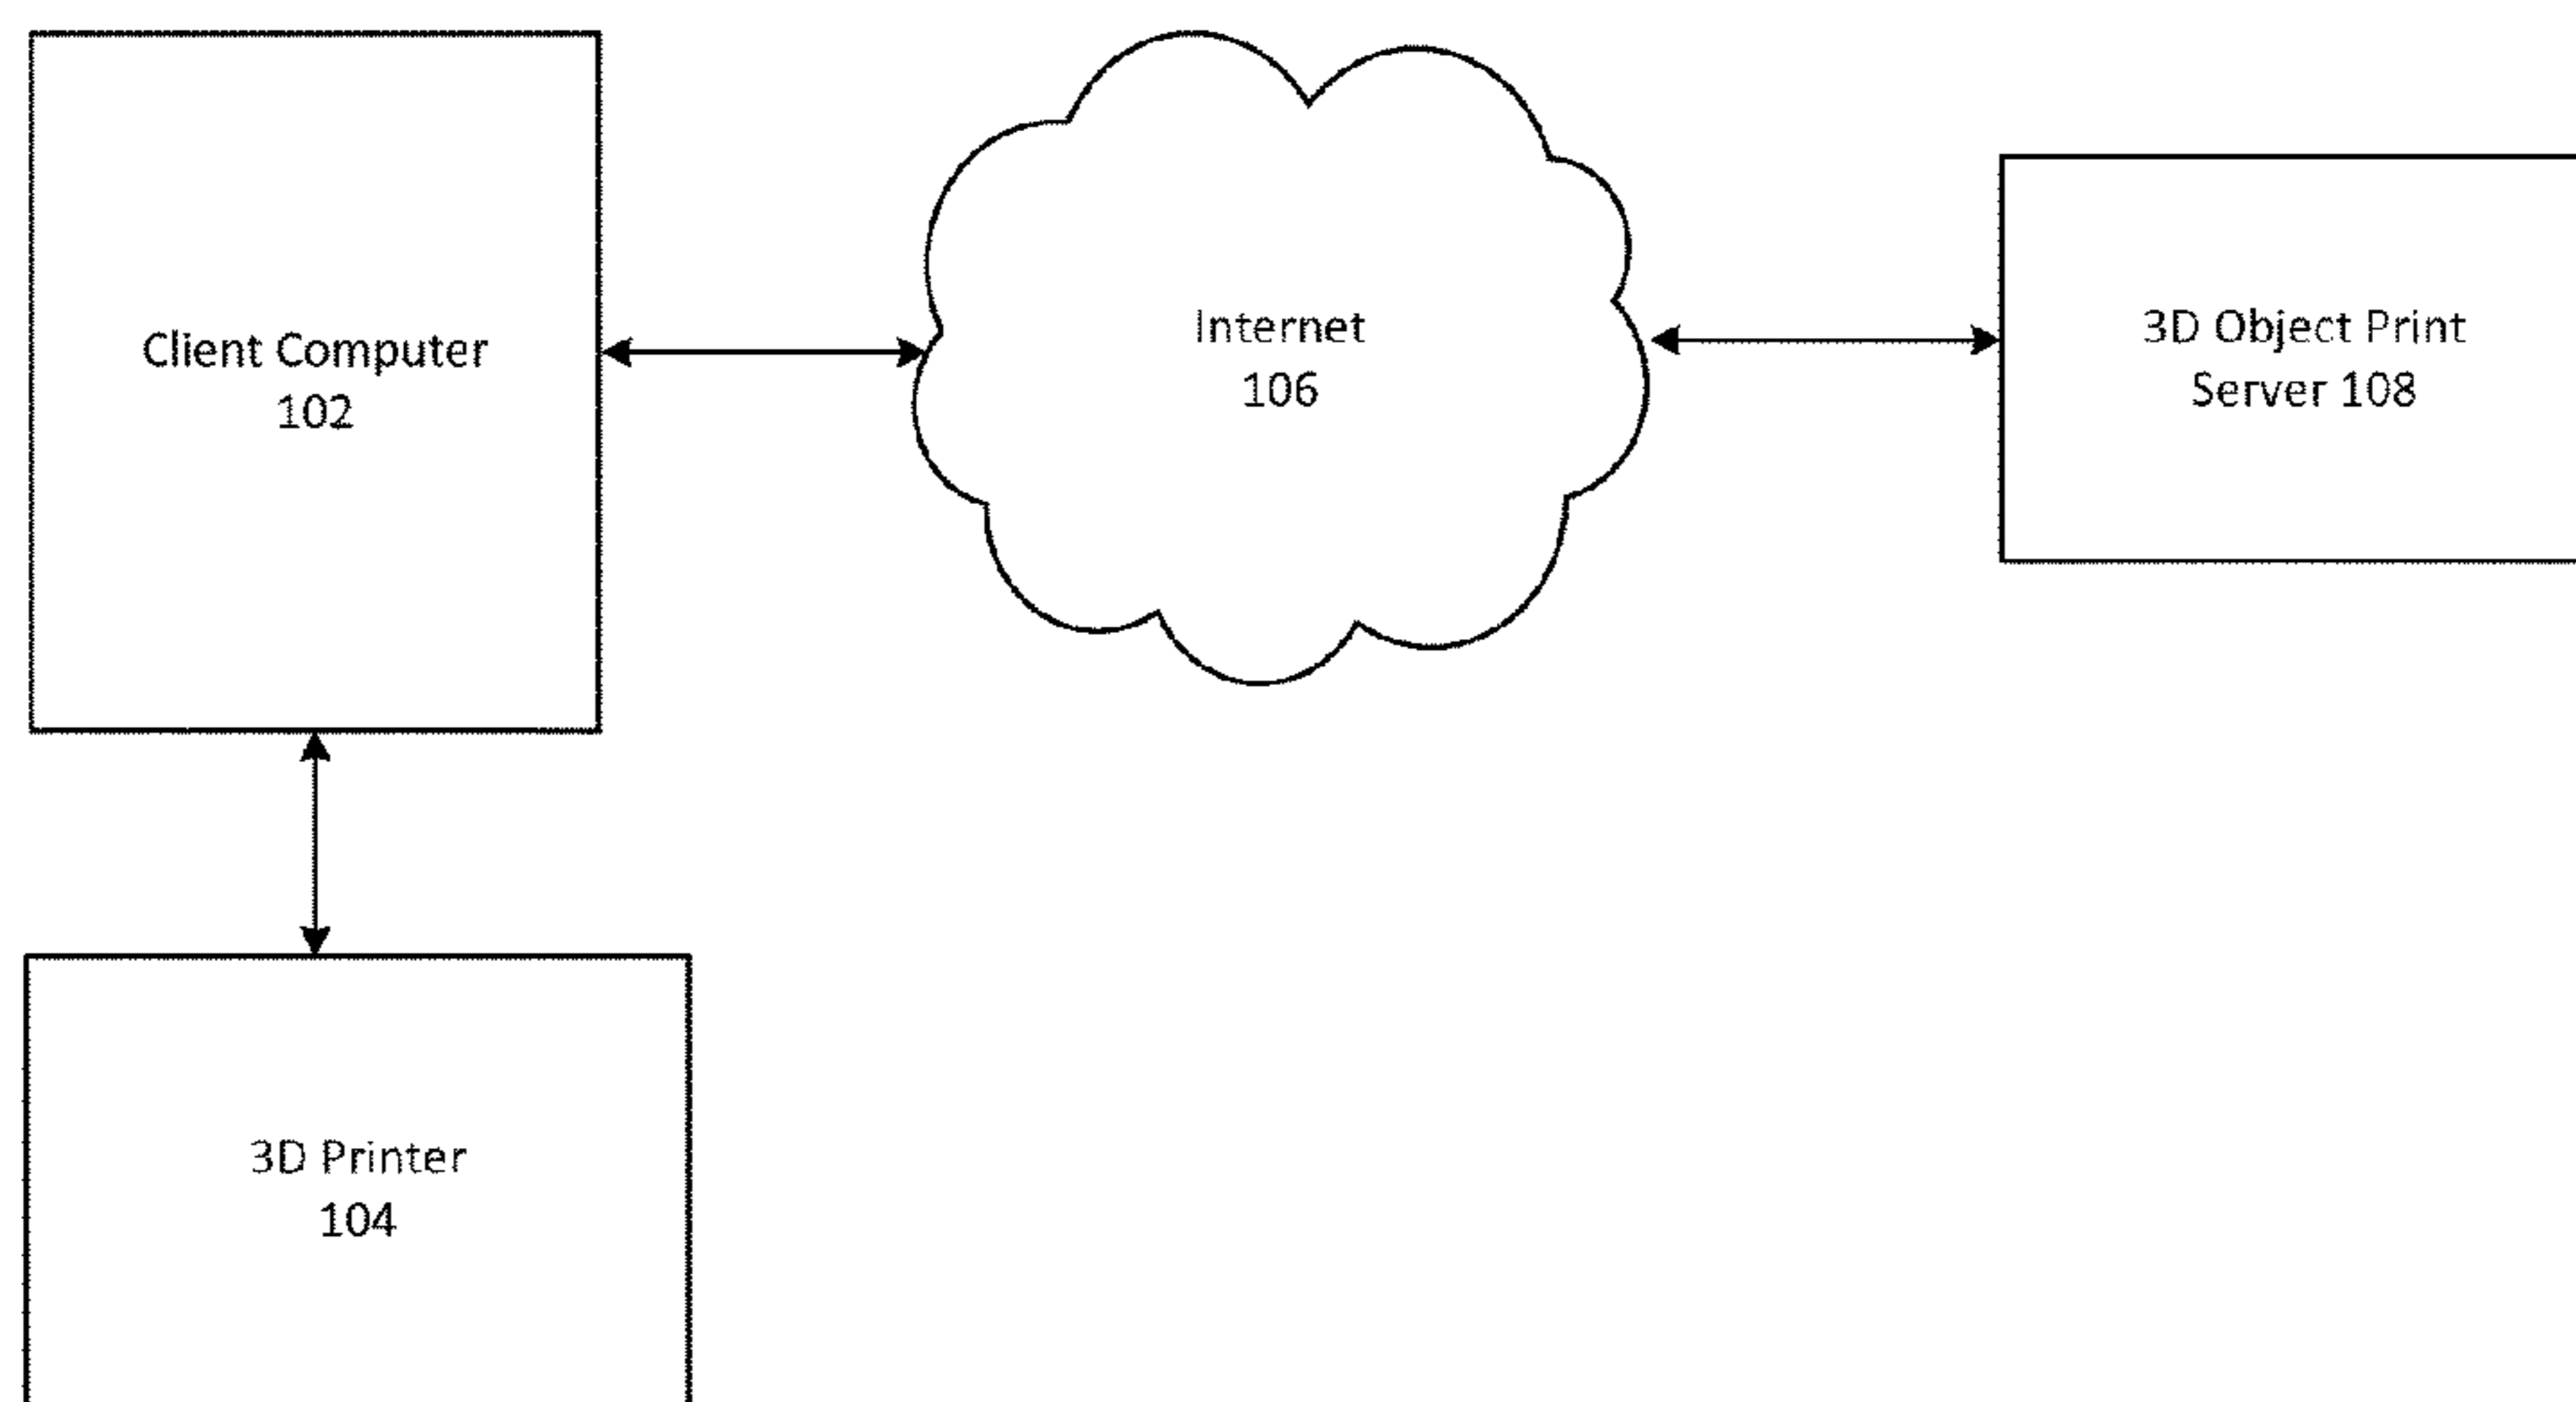 Client Computer
102
Internet
106
3D Object Print
Server 108
3D Printer
104